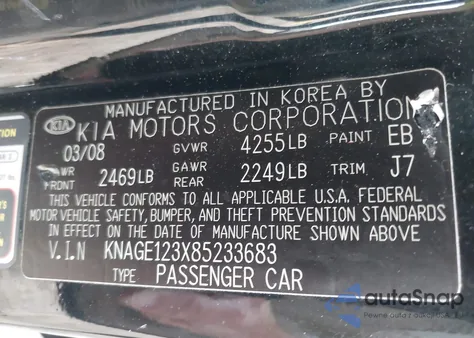 MANUFACTURED IN KOREA BY
KIA KIA MOTORS CORPORATION
03/08 GVWR 4255LB PAINT EB
FRONT 2469LB GAWR REAR 2249LB TRIM J7
THIS VEHICLE CONFORMS TO ALL APPLICABLE U.S.A. FEDERAL
MOTOR VEHICLE SAFETY, BUMPER, AND THEFT PREVENTION STANDARDS
IN EFFECT ON THE DATE OF MANUFACTURE SHOWN ABOVE
V.I.N KNAGE123X85233683
TYPE PASSENGER CAR
autoSnap